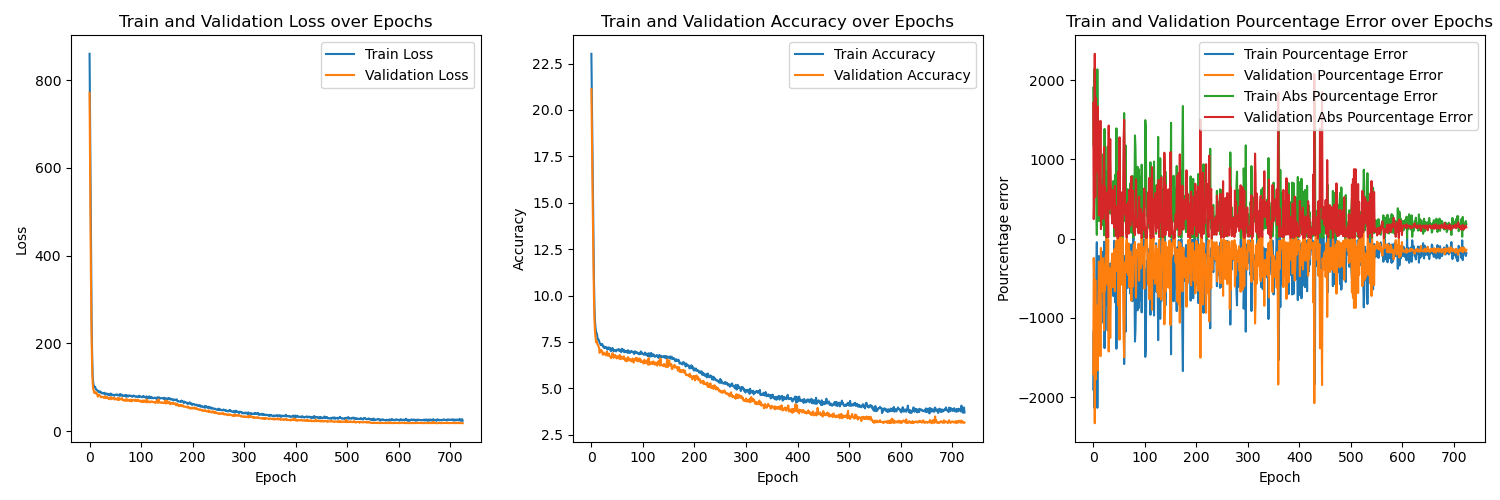 Train and Validation Loss over Epochs
Train Loss
Validation Loss
800
600
400
200
0
Loss
0 100 200 300 400 500 600 700
Epoch
Train and Validation Accuracy over Epochs
Train Accuracy
Validation Accuracy
22.5
20.0
17.5
15.0
12.5
10.0
7.5
5.0
2.5
Accuracy
0 100 200 300 400 500 600 700
Epoch
Train and Validation Pourcentage Error over Epochs
Train Pourcentage Error
Validation Pourcentage Error
Train Abs Pourcentage Error
Validation Abs Pourcentage Error
2000
1000
0
−1000
−2000
Pourcentage error
0 100 200 300 400 500 600 700
Epoch